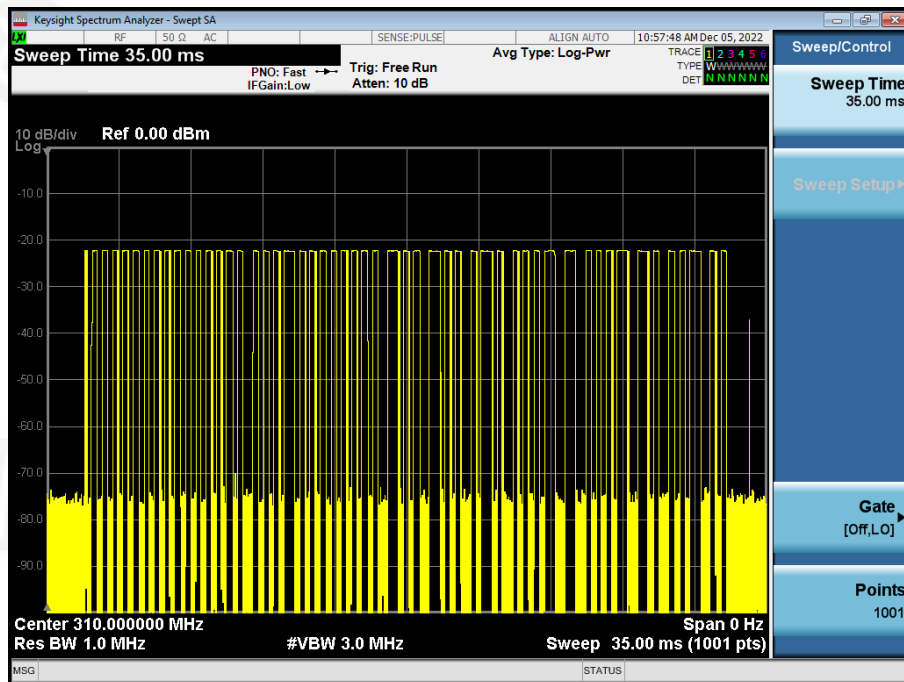 Keysight Spectrum Analyzer - Swept SA
LXI RF 50 Ω AC SENSE:PULSE ALIGN AUTO 10:57:48 AM Dec 05, 2022
Sweep Time 35.00 ms
PNO: Fast
IFGain:Low
Trig: Free Run
Atten: 10 dB
Avg Type: Log-Pwr
TRACE 1 2 3 4 5 6
TYPE WWWWWW
DET N N N N N N
10 dB/div Ref 0.00 dBm
Log
-10.0
-20.0
-30.0
-40.0
-50.0
-60.0
-70.0
-80.0
-90.0
Center 310.000000 MHz Span 0 Hz
Res BW 1.0 MHz #VBW 3.0 MHz Sweep 35.00 ms (1001 pts)
MSG STATUS
Sweep/Control
Sweep Time
35.00 ms
Sweep Setup
Gate
[Off,LO]
Points
1001